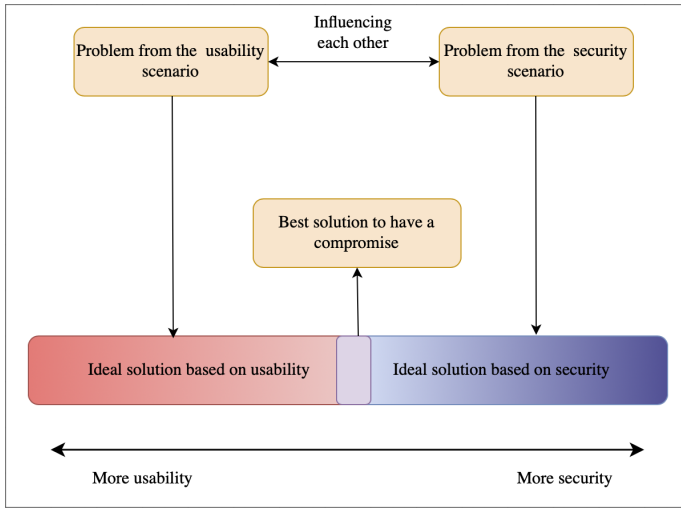 Influencing
each other
Problem from the usability
scenario
Problem from the security
scenario
Best solution to have a
compromise
Ideal solution based on usability
Ideal solution based on security
More usability
More security